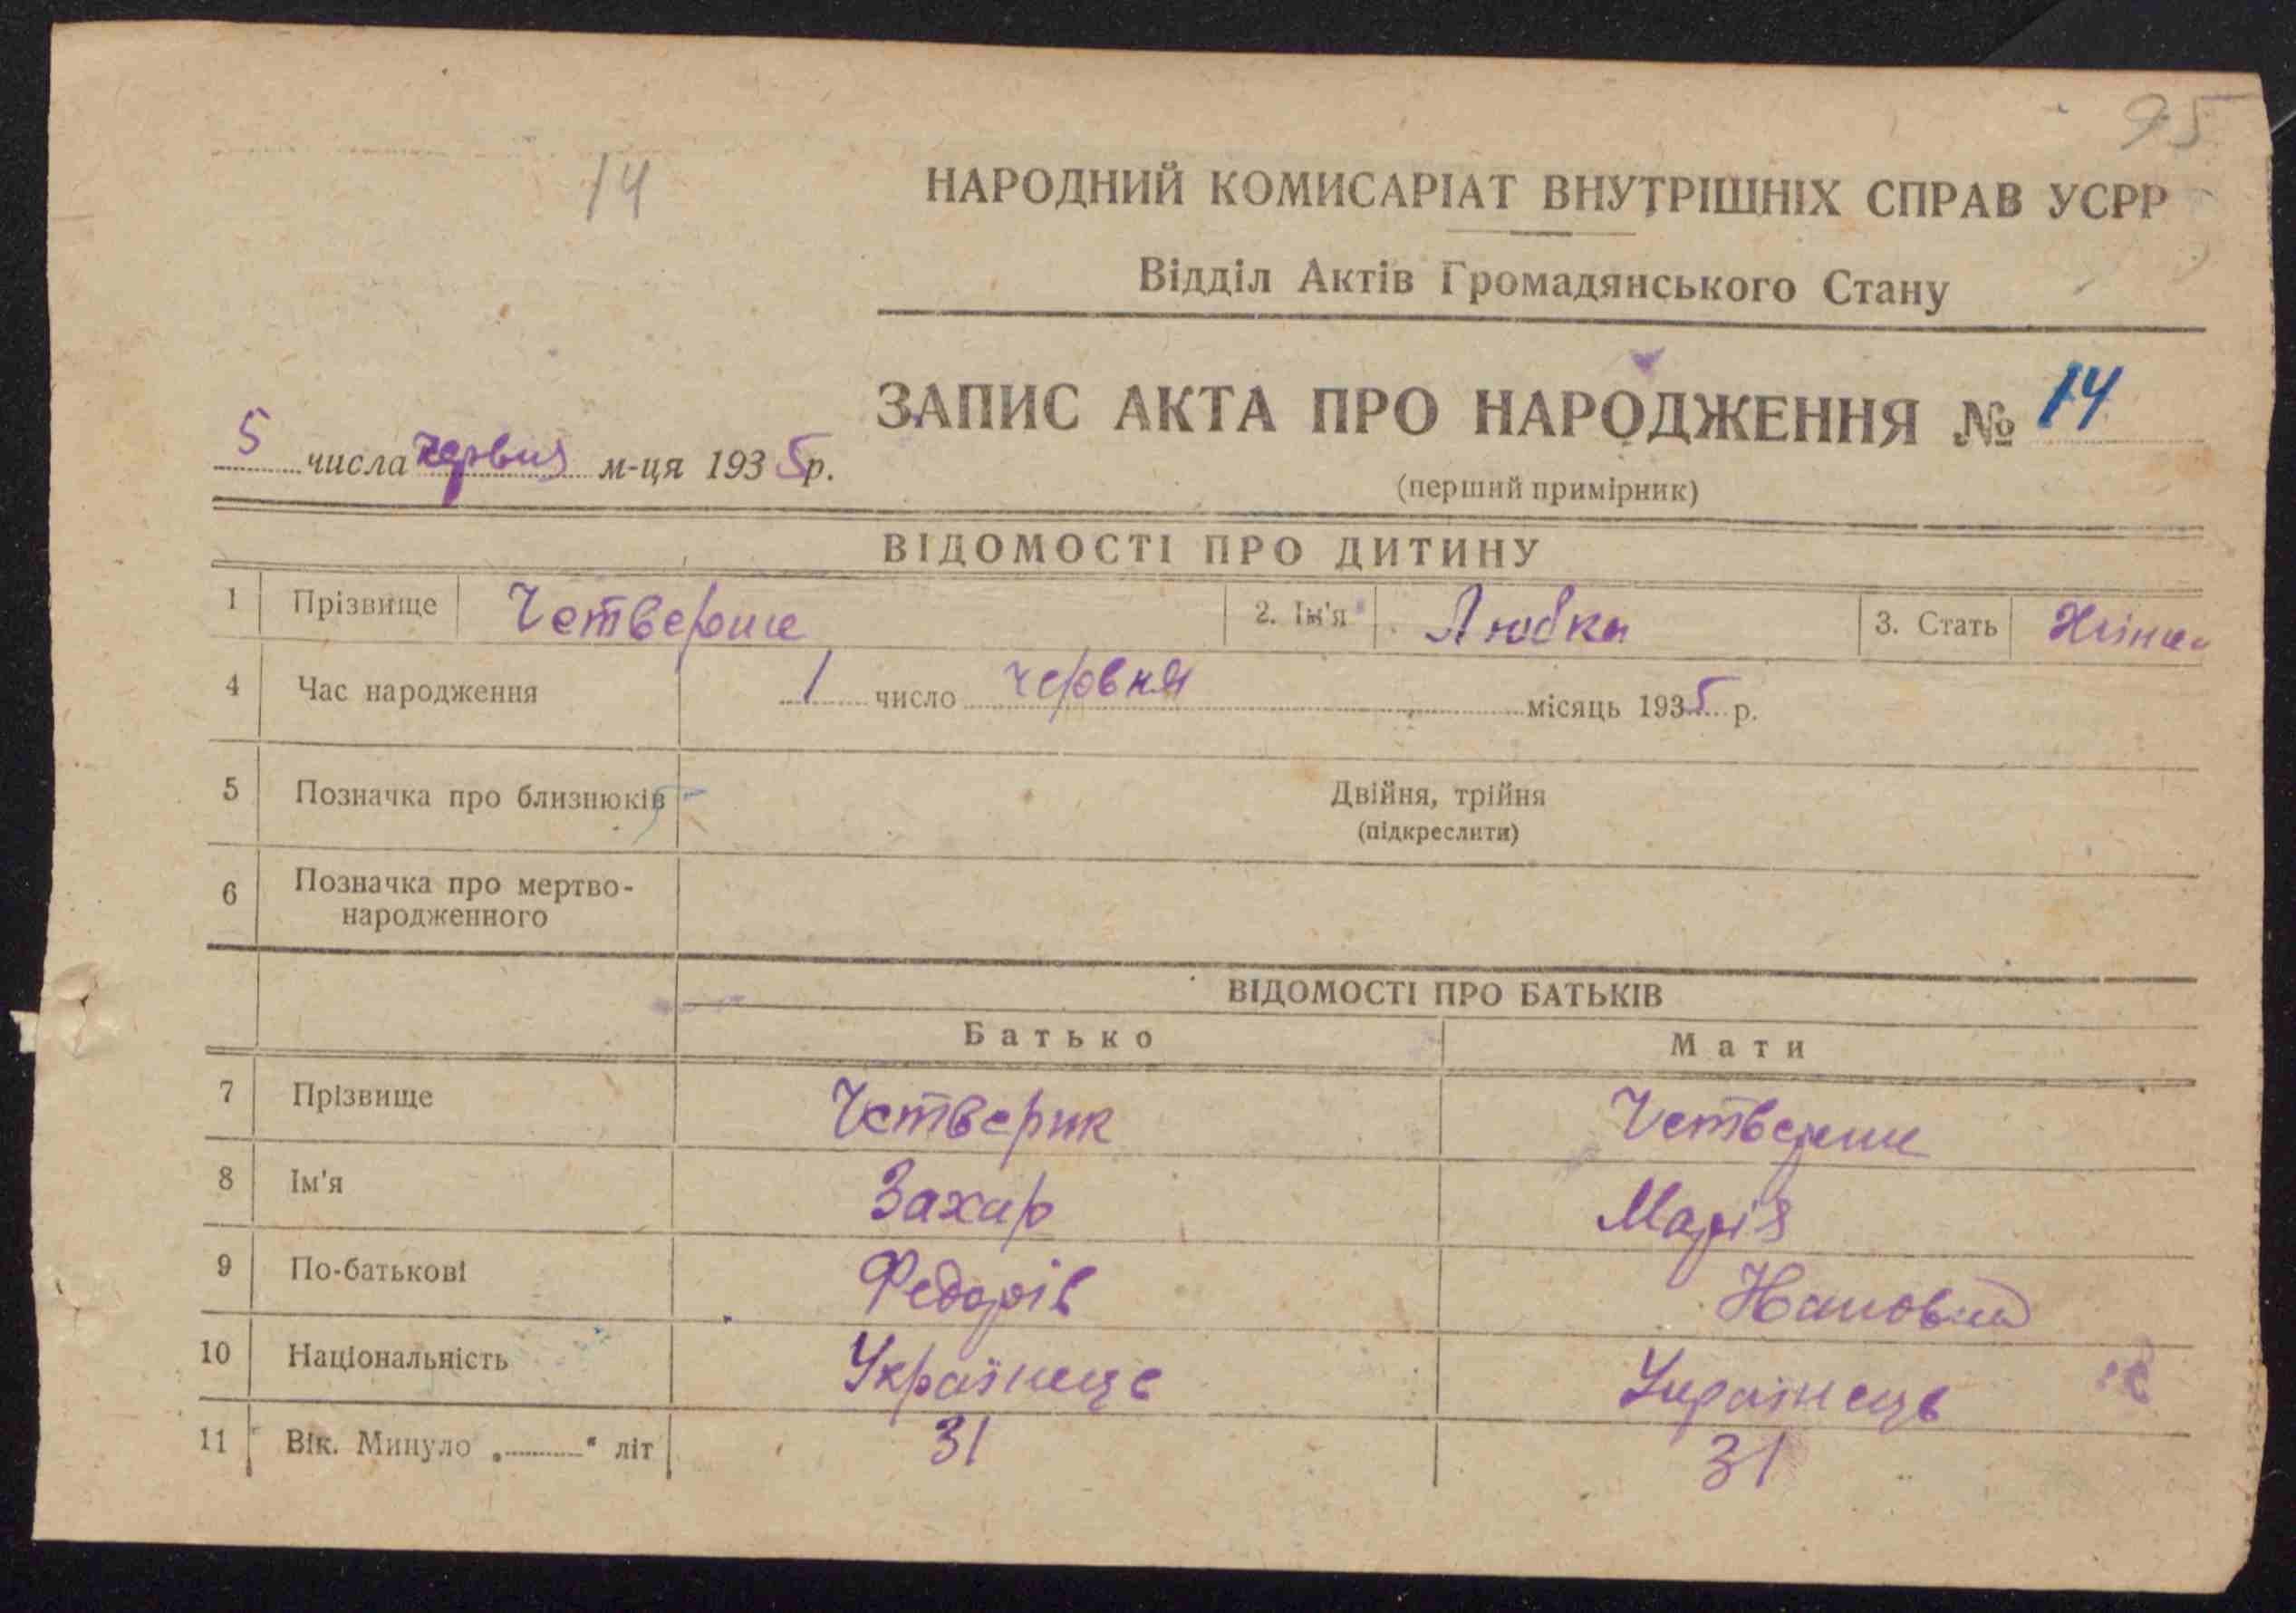 95
14
НАРОДНИЙ КОМИСАРІАТ ВНУТРІШНІХ СПРАВ УСРР
Відділ Актів Громадянського Стану
ЗАПИС АКТА ПРО НАРОДЖЕННЯ № 14
5 числа червня м-ця 1935 р.
(перший примірник)
ВІДОМОСТІ ПРО ДИТИНУ
1 Прізвище Четверик 2. Ім'я Любка 3. Стать
4 Час народження 1 число червня місяць 1935 р.
5 Позначка про близнюків Двійня, трійня
(підкреслити)
6 Позначка про мертво-
народженного
ВІДОМОСТІ ПРО БАТЬКІВ
Батько Мати
7 Прізвище Четверик Четверик
8 Ім'я Захар Марія
9 По-батькові Федорів
10 Національність Українець Українець
11 Вік. Минуло „ “ літ 31 31